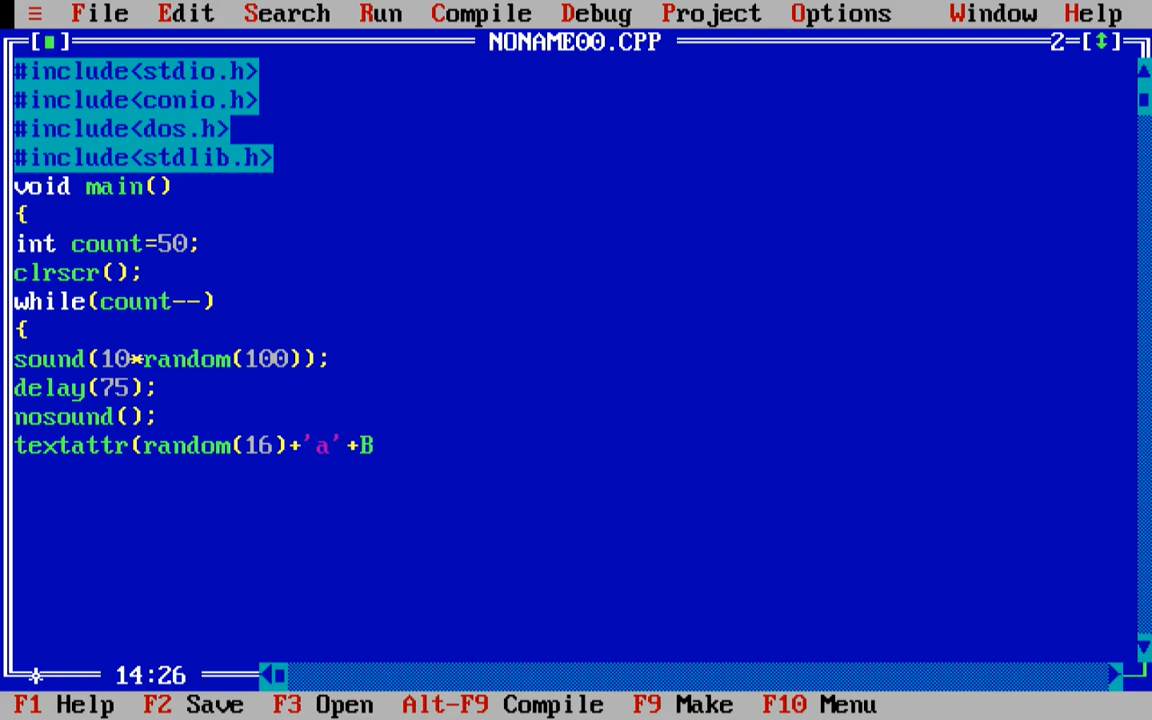 ≡ File Edit Search Run Compile Debug Project Options Window Help
[■] NONAME00.CPP 2=[↕]
#include<stdio.h>
#include<conio.h>
#include<dos.h>
#include<stdlib.h>
void main()
{
int count=50;
clrscr();
while(count--)
{
sound(10*random(100));
delay(75);
nosound();
textattr(random(16)+'a' +B
14:26
F1 Help F2 Save F3 Open Alt-F9 Compile F9 Make F10 Menu